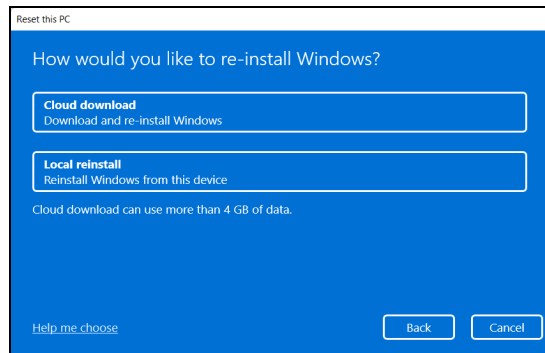 Reset this PC
How would you like to re-install Windows?
Cloud download
Download and re-install Windows
Local reinstall
Reinstall Windows from this device
Cloud download can use more than 4 GB of data.
Help me choose
Back
Cancel